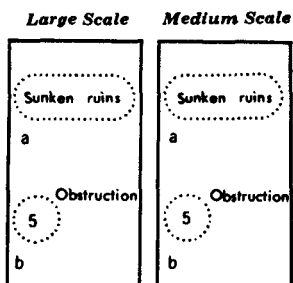 Large Scale Medium Scale
Sunken ruins Sunken ruins
a a
Obstruction Obstruction
5 5
b b